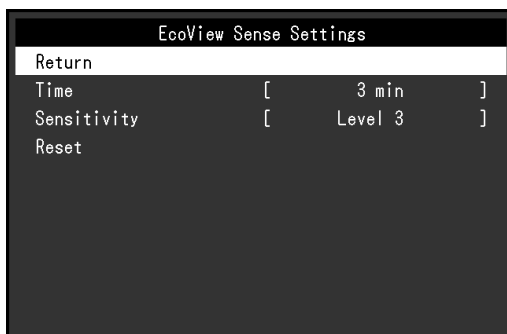 EcoView Sense Settings
Return
Time [ 3 min ]
Sensitivity [ Level 3 ]
Reset